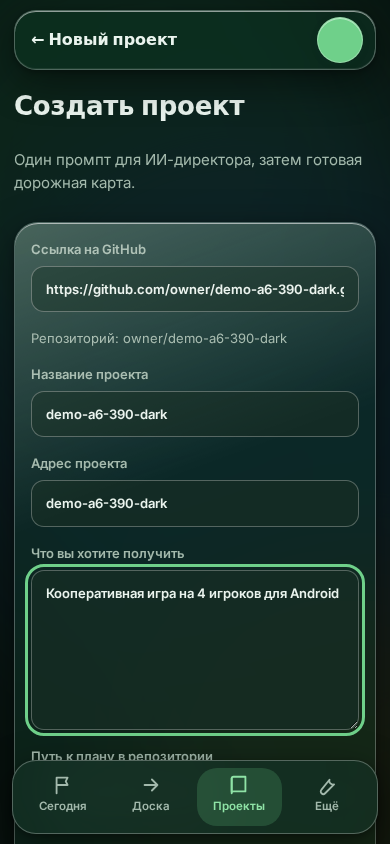 ← Новый проект
Создать проект
Один промпт для ИИ-директора, затем готовая
дорожная карта.
Ссылка на GitHub
https://github.com/owner/demo-a6-390-dark.g
Репозиторий: owner/demo-a6-390-dark
Название проекта
demo-a6-390-dark
Адрес проекта
demo-a6-390-dark
Что вы хотите получить
Кооперативная игра на 4 игроков для Android
Путь к плану в репозитории
Сегодня Доска Проекты Ещё